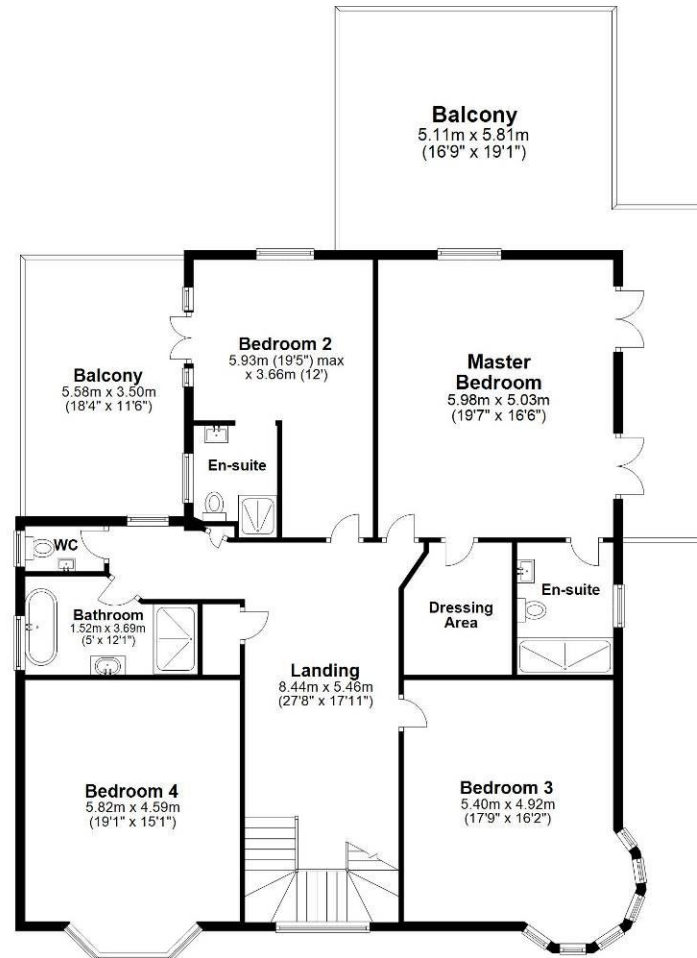 Balcony
5.11m x 5.81m
(16'9" x 19'1")
Bedroom 2
5.93m (19'5") max
x 3.66m (12')
Master
Bedroom
5.98m x 5.03m
(19'7" x 16'6")
Balcony
5.58m x 3.50m
(18'4" x 11'6")
En-suite
WC
En-suite
Bathroom
1.52m x 3.69m
(5' x 12'1")
Dressing
Area
Landing
8.44m x 5.46m
(27'8" x 17'11")
Bedroom 4
5.82m x 4.59m
(19'1" x 15'1")
Bedroom 3
5.40m x 4.92m
(17'9" x 16'2")